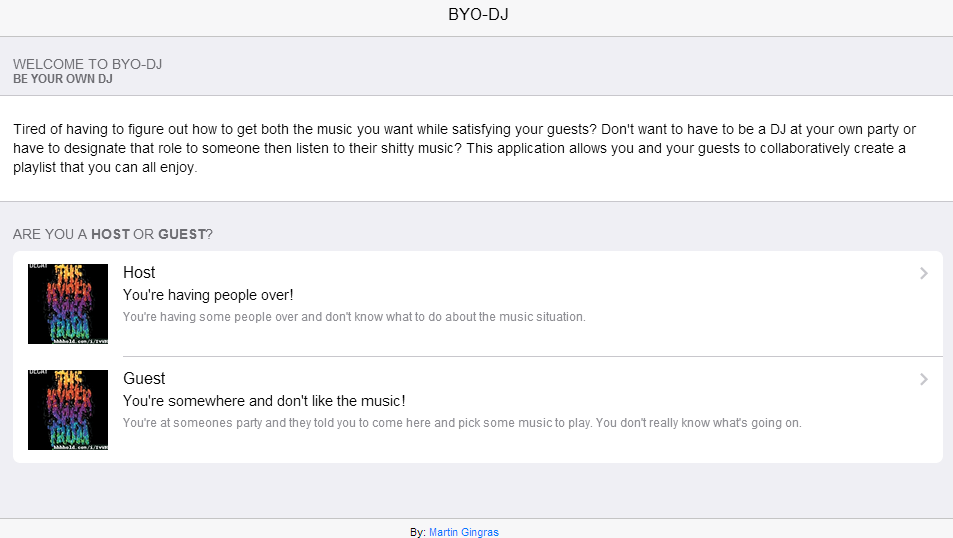 BYO-DJ
WELCOME TO BYO-DJ
BE YOUR OWN DJ
Tired of having to figure out how to get both the music you want while satisfying your guests? Don't want to have to be a DJ at your own party or
have to designate that role to someone then listen to their shitty music? This application allows you and your guests to collaboratively create a
playlist that you can all enjoy.
ARE YOU A HOST OR GUEST?
THE
Host
You're having people over!
You're having some people over and don't know what to do about the music situation.
THE
Guest
You're somewhere and don't like the music!
You're at someones party and they told you to come here and pick some music to play. You don't really know what's going on.
By: Martin Gingras